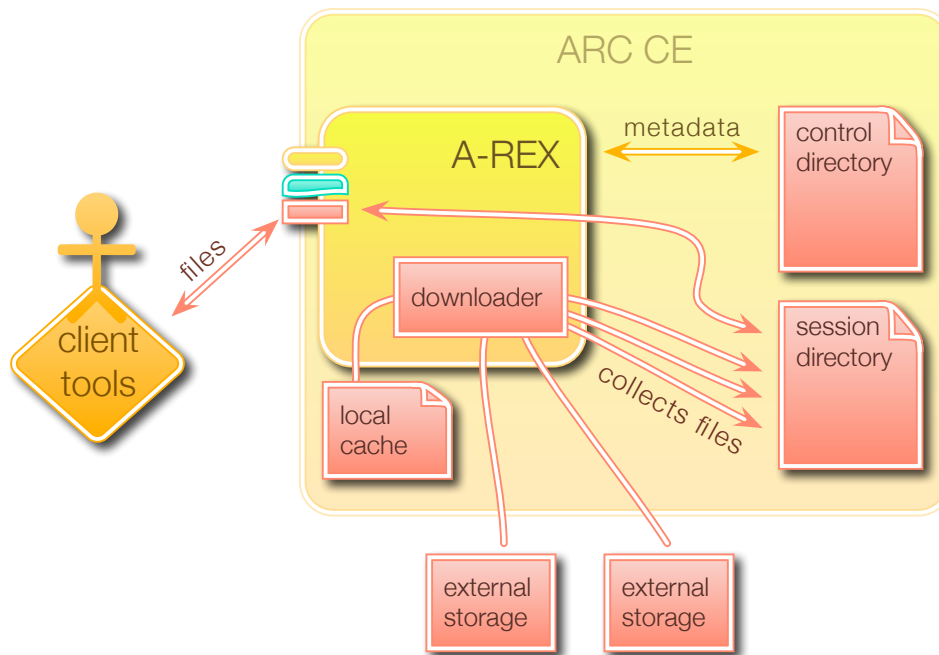 ARC CE
A-REX
metadata
control
directory
files
client
tools
downloader
session
directory
collects files
local
cache
external
storage
external
storage